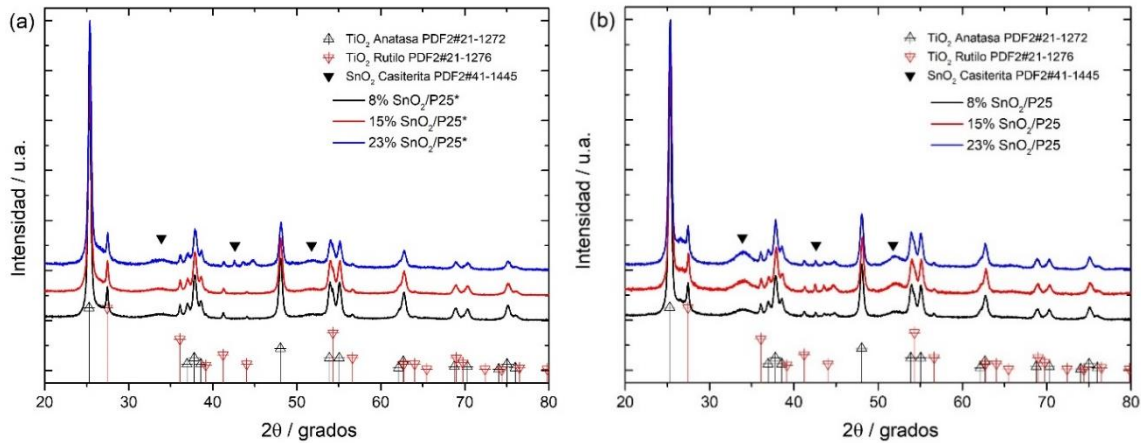 (a)
TiO2 Anatasa PDF2#21-1272
TiO2 Rutilo PDF2#21-1276
SnO2 Casiterita PDF2#41-1445
8% SnO2/P25*
15% SnO2/P25*
23% SnO2/P25*
Intensidad / u.a.
20 30 40 50 60 70 80
2θ / grados
(b)
TiO2 Anatasa PDF2#21-1272
TiO2 Rutilo PDF2#21-1276
SnO2 Casiterita PDF2#41-1445
8% SnO2/P25
15% SnO2/P25
23% SnO2/P25
Intensidad / u.a.
20 30 40 50 60 70 80
2θ / grados